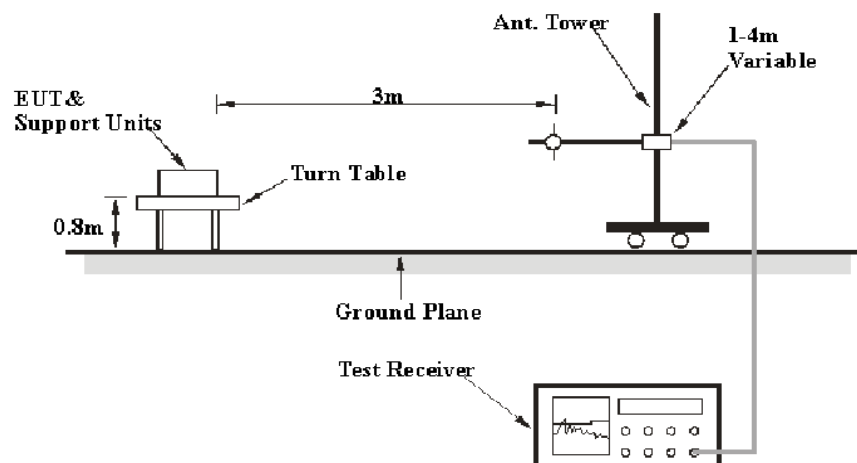 Ant. Tower
1-4m
Variable
3m
EUT &
Support Units
Turn Table
0.8m
Ground Plane
Test Receiver